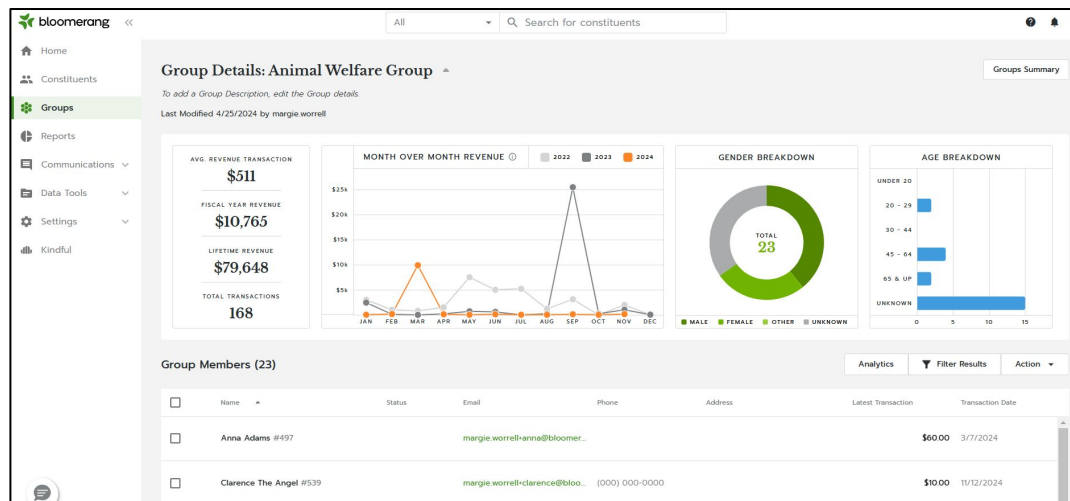 bloomerang «
All
Search for constituents
Home
Constituents
Groups
Reports
Communications
Data Tools
Settings
Kindful
Group Details: Animal Welfare Group
Groups Summary
To add a Group Description, edit the Group details.
Last Modified 4/25/2024 by margie.worrell
AVG. REVENUE TRANSACTION
$511
FISCAL YEAR REVENUE
$10,765
LIFETIME REVENUE
$79,648
TOTAL TRANSACTIONS
168
MONTH OVER MONTH REVENUE 2022 2023 2024
$25k
$20k
$15k
$10k
$5k
JAN FEB MAR APR MAY JUN JUL AUG SEP OCT NOV DEC
GENDER BREAKDOWN
TOTAL
23
MALE FEMALE OTHER UNKNOWN
AGE BREAKDOWN
UNDER 20
20 - 29
30 - 44
45 - 64
65 & UP
UNKNOWN
0 5 10 15
Group Members (23)
Analytics Filter Results Action
Name Status Email Phone Address Latest Transaction Transaction Date
Anna Adams #497 margie.worrell+anna@bloomer... $60.00 3/7/2024
Clarence The Angel #539 margie.worrell+clarence@bloo... (000) 000-0000 $10.00 11/12/2024